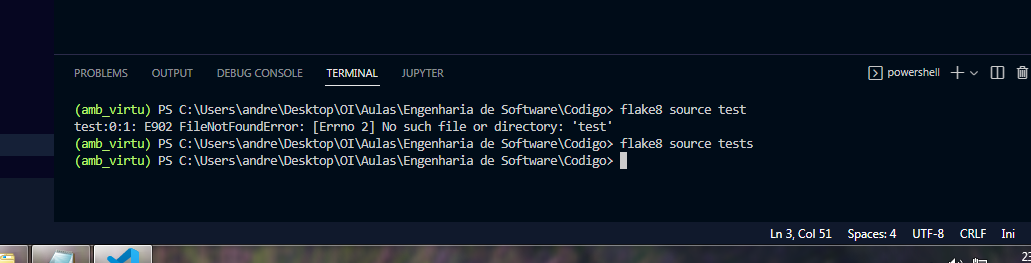 PROBLEMS OUTPUT DEBUG CONSOLE TERMINAL JUPYTER powershell
(amb_virtu) PS C:\Users\andre\Desktop\OI\Aulas\Engenharia de Software\Codigo> flake8 source test
test:0:1: E902 FileNotFoundError: [Errno 2] No such file or directory: 'test'
(amb_virtu) PS C:\Users\andre\Desktop\OI\Aulas\Engenharia de Software\Codigo> flake8 source tests
(amb_virtu) PS C:\Users\andre\Desktop\OI\Aulas\Engenharia de Software\Codigo>
Ln 3, Col 51 Spaces: 4 UTF-8 CRLF Ini